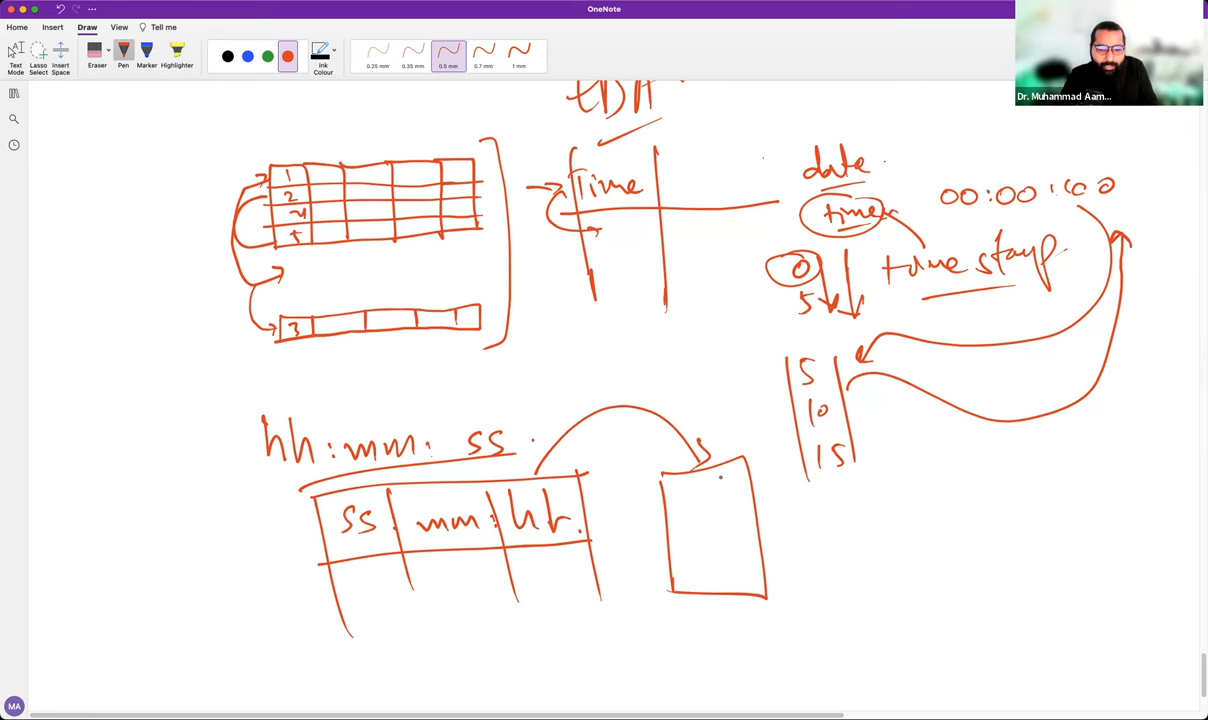 OneNote
Home Insert Draw View Tell me
Text Mode
Lasso Select
Insert Space
Eraser
Pen
Marker
Highlighter
Ink Colour
0.25 mm 0.35 mm 0.5 mm 0.7 mm 1 mm
Dr. Muhammad Aam...
EDA
1
2
4
5
3
Time
date
time
00:00:00
time stamp
0
5
5
10
15
hh:mm:ss
ss mm: hr.
MA